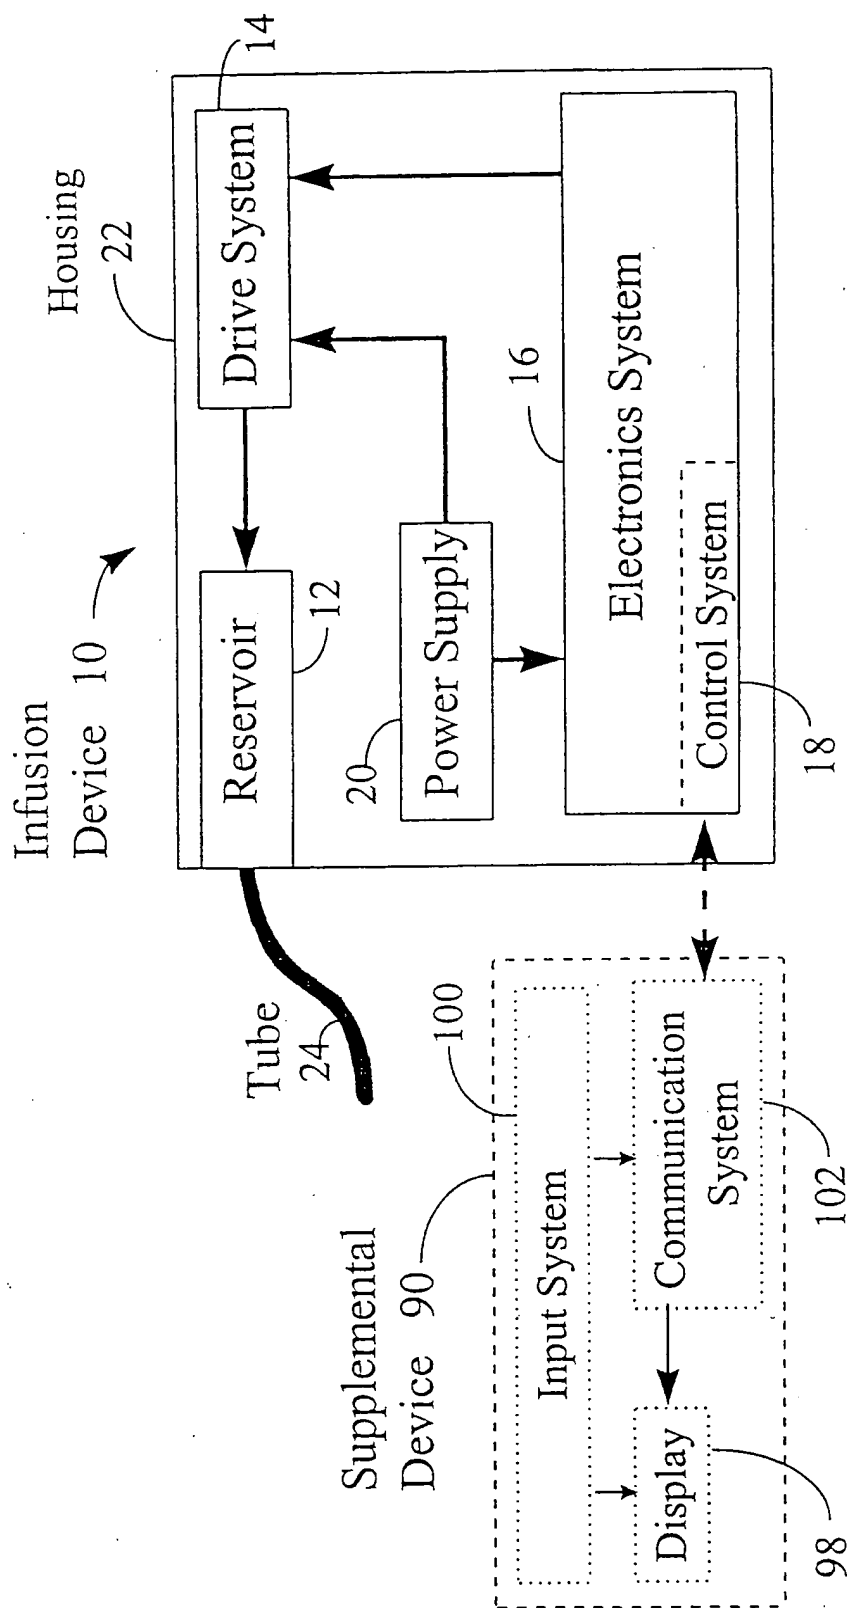 Infusion
Device 10
Housing
22
Reservoir
12
Drive System
14
Tube
24
20
Power Supply
16
Electronics System
Control System
18
Supplemental
Device 90
100
Input System
Communication
System
102
Display
98